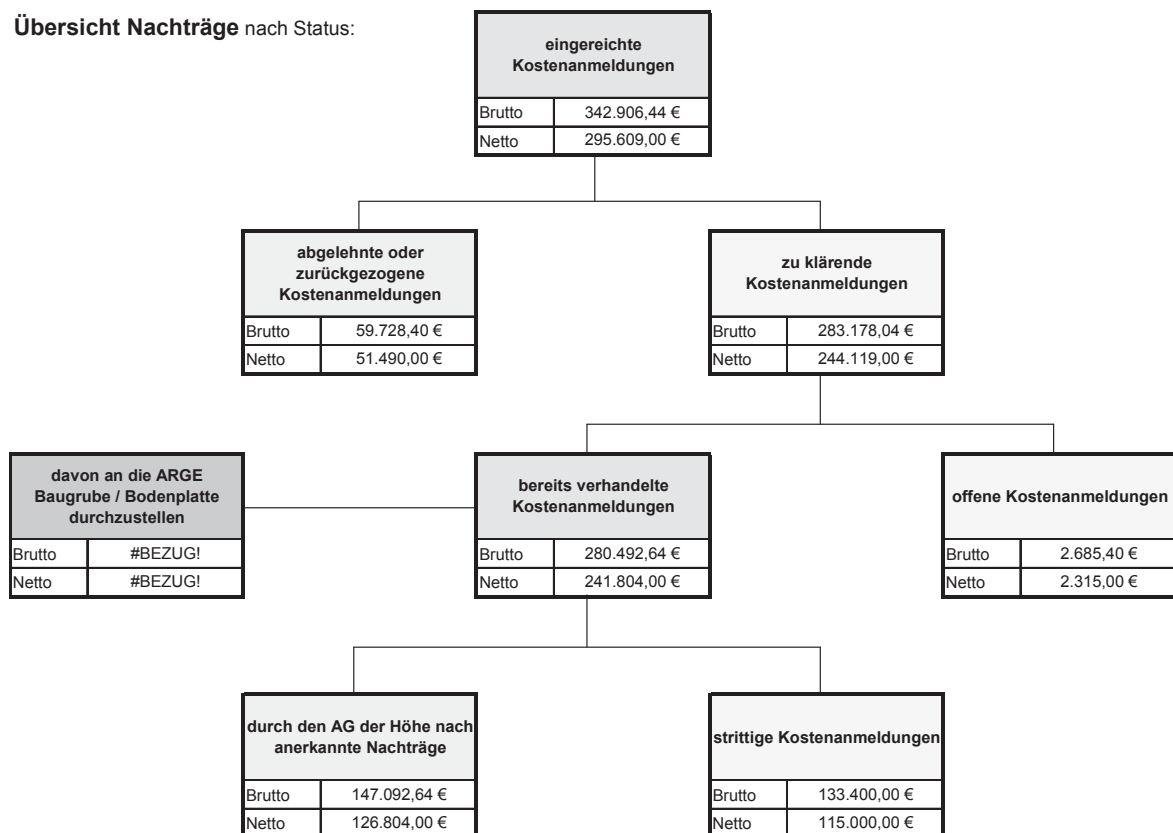 Übersicht Nachträge nach Status:
eingereichte
Kostenanmeldungen
Brutto 342.906,44 €
Netto 295.609,00 €
abgelehnte oder
zurückgezogene
Kostenanmeldungen
Brutto 59.728,40 €
Netto 51.490,00 €
zu klärende
Kostenanmeldungen
Brutto 283.178,04 €
Netto 244.119,00 €
davon an die ARGE
Baugrube / Bodenplatte
durchzustellen
Brutto #BEZUG!
Netto #BEZUG!
bereits verhandelte
Kostenanmeldungen
Brutto 280.492,64 €
Netto 241.804,00 €
offene Kostenanmeldungen
Brutto 2.685,40 €
Netto 2.315,00 €
durch den AG der Höhe nach
anerkannte Nachträge
Brutto 147.092,64 €
Netto 126.804,00 €
strittige Kostenanmeldungen
Brutto 133.400,00 €
Netto 115.000,00 €